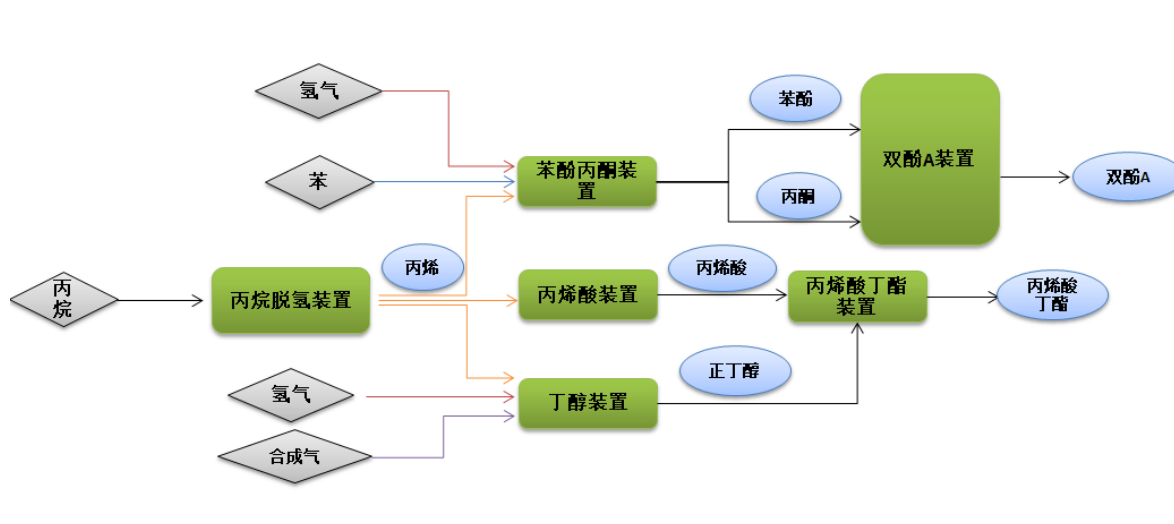 氢气
苯酚
双酚A装置
苯
苯酚丙酮装
置
丙酮
双酚A
丙烯
丙烷
丙烷脱氢装置
丙烯酸装置
丙烯酸
丙烯酸丁酯
装置
丙烯酸
丁酯
氢气
丁醇装置
正丁醇
合成气